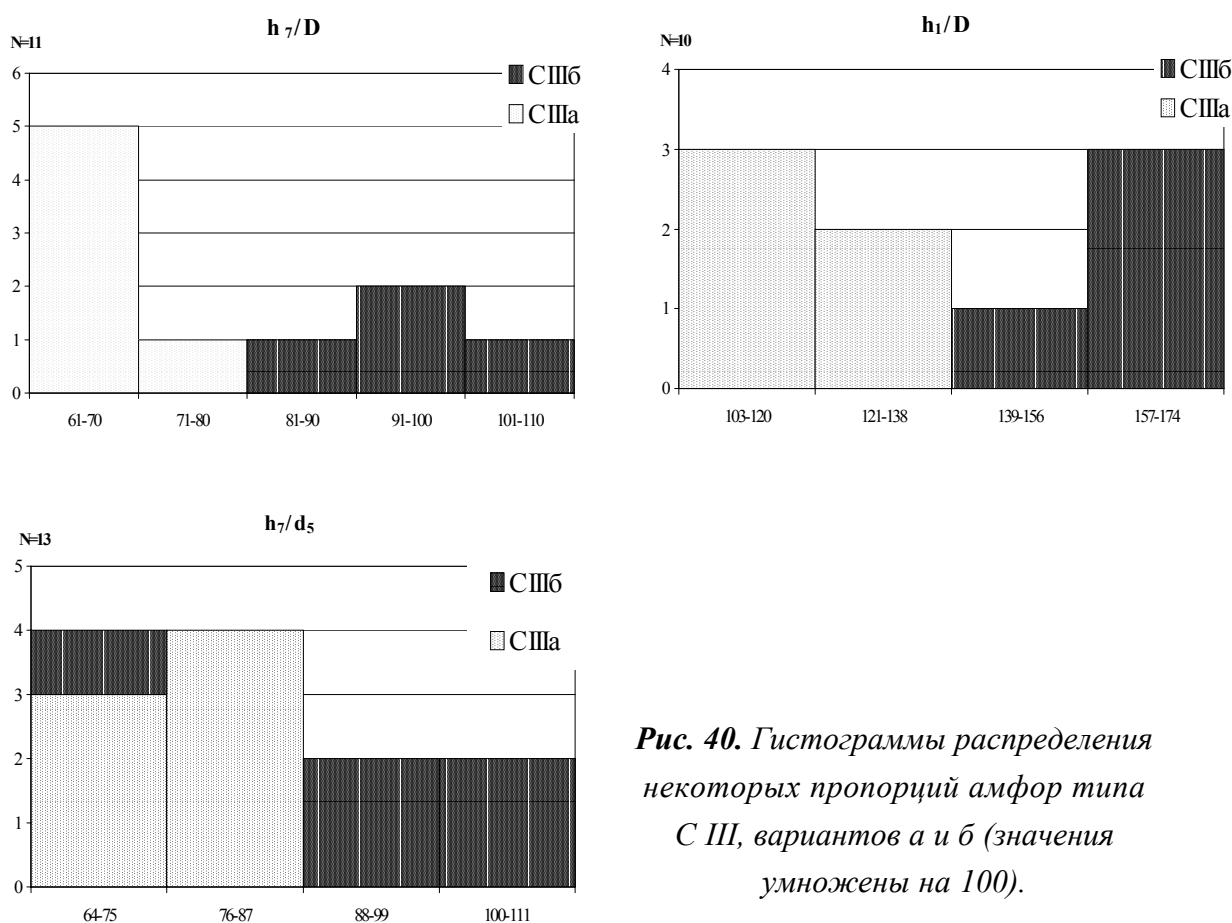 h 7/D
N=11
СIIIб
СIIIа
6
5
4
3
2
1
0
61-70 71-80 81-90 91-100 101-110
h1/D
N=10
СIIIб
СIIIа
4
3
2
1
0
103-120 121-138 139-156 157-174
h7/d5
N=13
СIIIб
СIIIа
5
4
3
2
1
0
64-75 76-87 88-99 100-111
Рис. 40. Гистограммы распределения
некоторых пропорций амфор типа
С III, вариантов а и б (значения
умножены на 100).